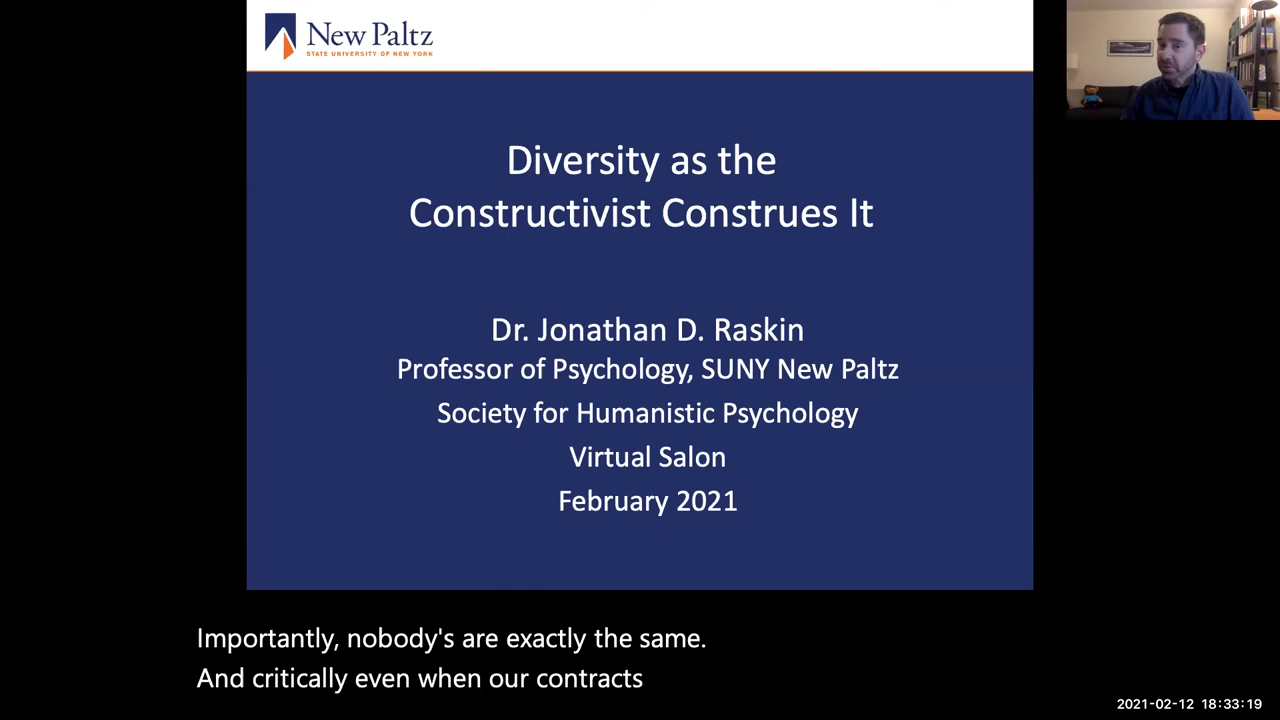 New Paltz
STATE UNIVERSITY OF NEW YORK
Diversity as the
Constructivist Construes It
Dr. Jonathan D. Raskin
Professor of Psychology, SUNY New Paltz
Society for Humanistic Psychology
Virtual Salon
February 2021
Importantly, nobody's are exactly the same.
And critically even when our contracts
2021-02-12 18:33:19